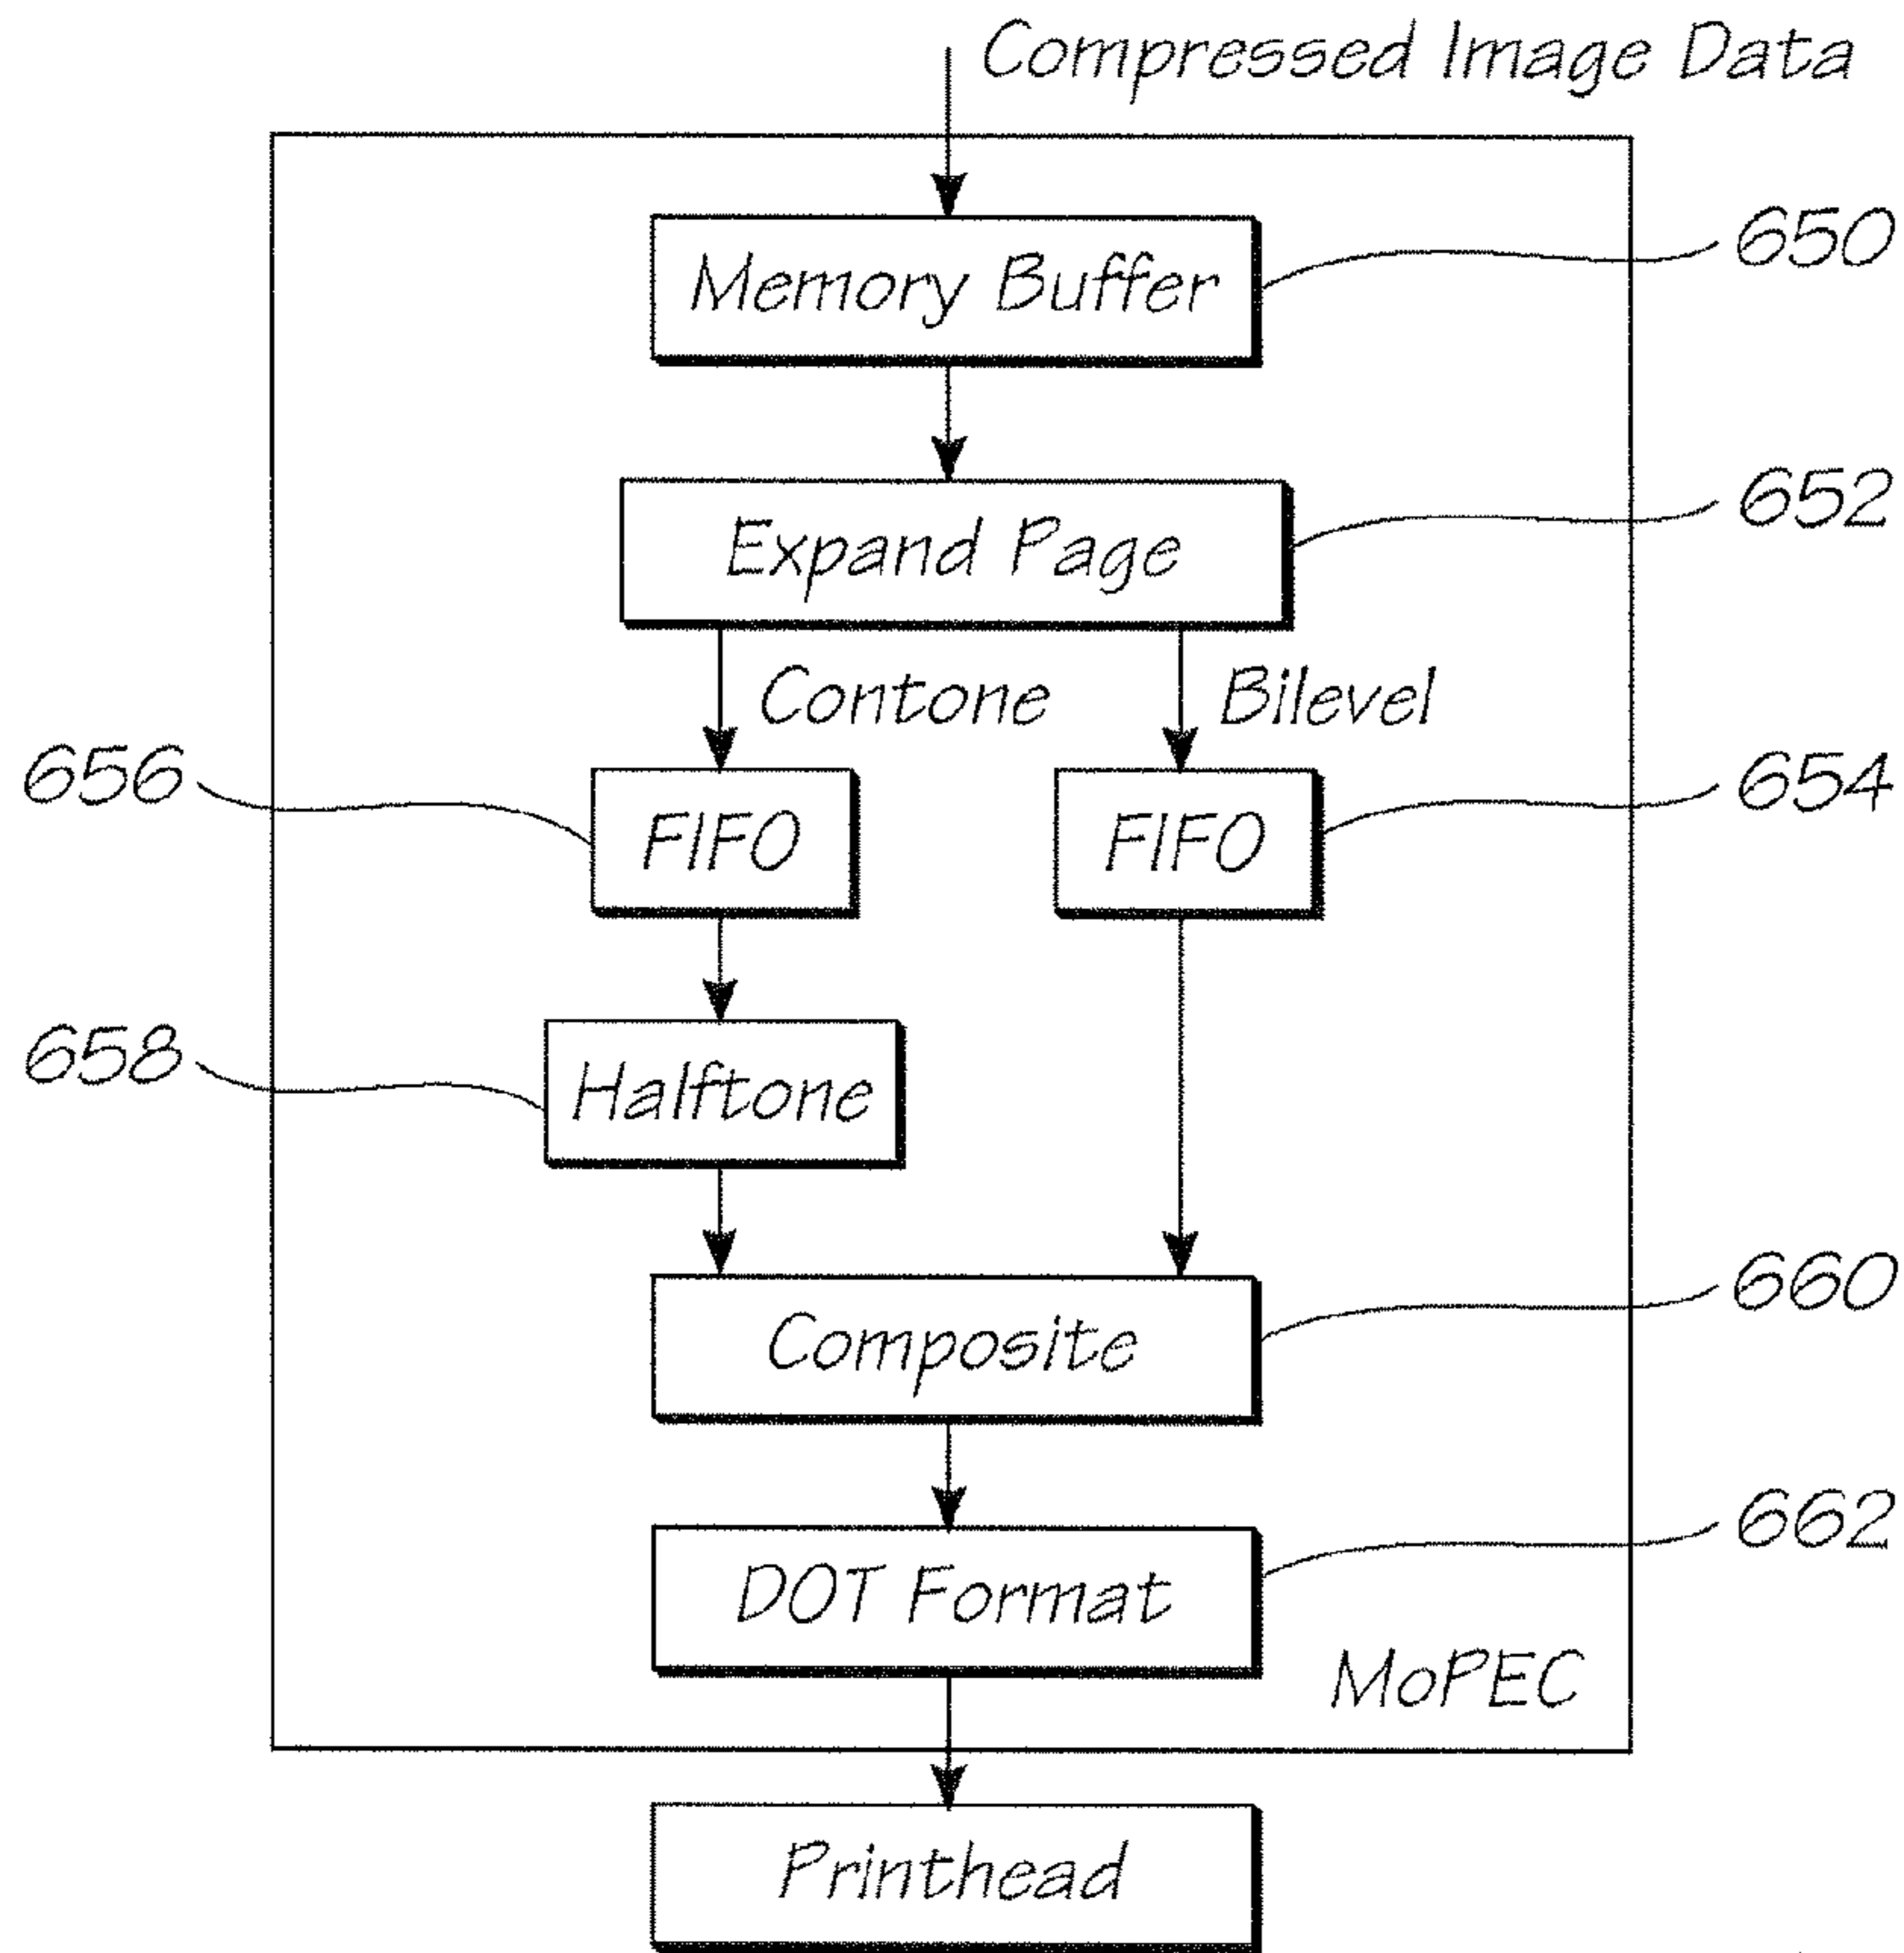 Compressed Image Data
Memory Buffer
650
Expand Page
652
Contone
Bilevel
656
FIFO
FIFO
654
658
Halftone
Composite
660
DOT Format
662
MoPEC
Printhead